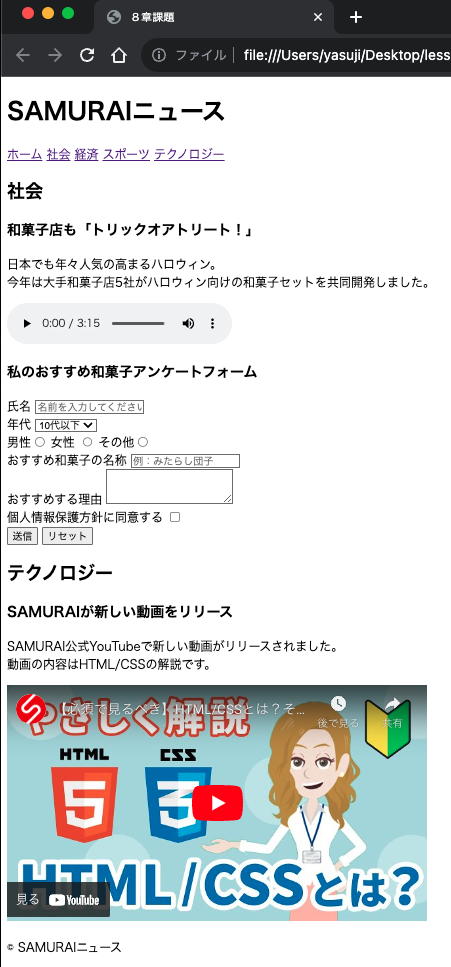 ８章課題
ファイル
file:///Users/yasuji/Desktop/less
SAMURAIニュース
ホーム 社会 経済 スポーツ テクノロジー
社会
和菓子店も「トリックオアトリート！」
日本でも年々人気の高まるハロウィン。
今年は大手和菓子店5社がハロウィン向けの和菓子セットを共同開発しました。
0:00 / 3:15
私のおすすめ和菓子アンケートフォーム
氏名 名前を入力してください
年代 10代以下
男性 女性 その他
おすすめ和菓子の名称 例：みたらし団子
おすすめする理由
個人情報保護方針に同意する
送信 リセット
テクノロジー
SAMURAIが新しい動画をリリース
SAMURAI公式YouTubeで新しい動画がリリースされました。
動画の内容はHTML/CSSの解説です。
【必須で見るべき】HTML/CSSとは？そ...
後で見る 共有
やさしく解説
HTML CSS
5 3
HTML/CSSとは？
見る YouTube
© SAMURAIニュース